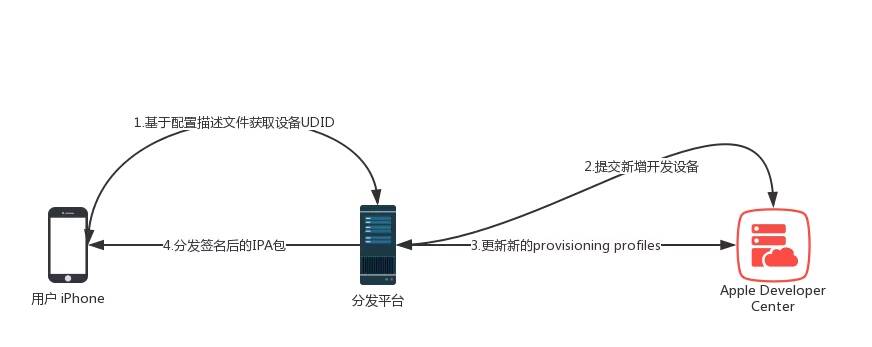 1.基于配置描述文件获取设备UDID
2.提交新增开发设备
4.分发签名后的IPA包
3.更新新的provisioning profiles
用户 iPhone
分发平台
Apple Developer
Center